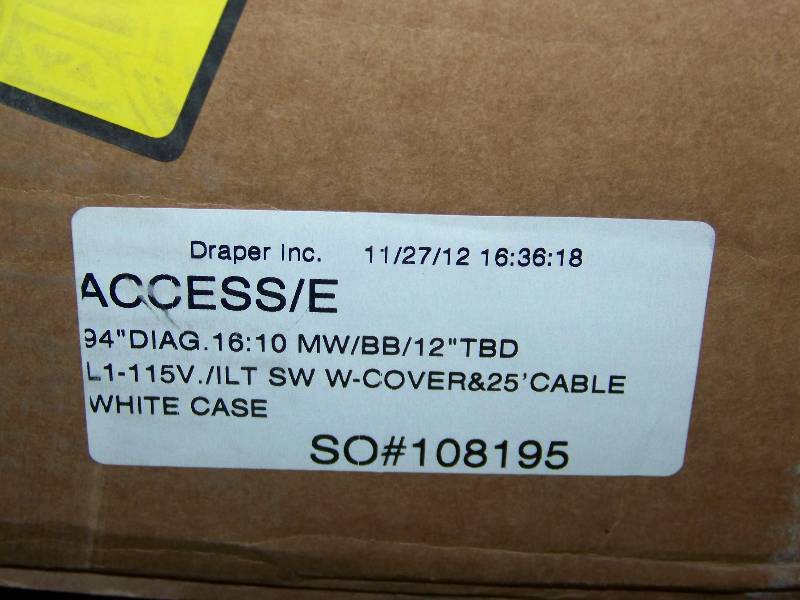 Draper Inc. 11/27/12 16:36:18
ACCESS/E
94"DIAG.16:10 MW/BB/12"TBD
L1-115V./ILT SW W-COVER&25'CABLE
WHITE CASE
SO#108195